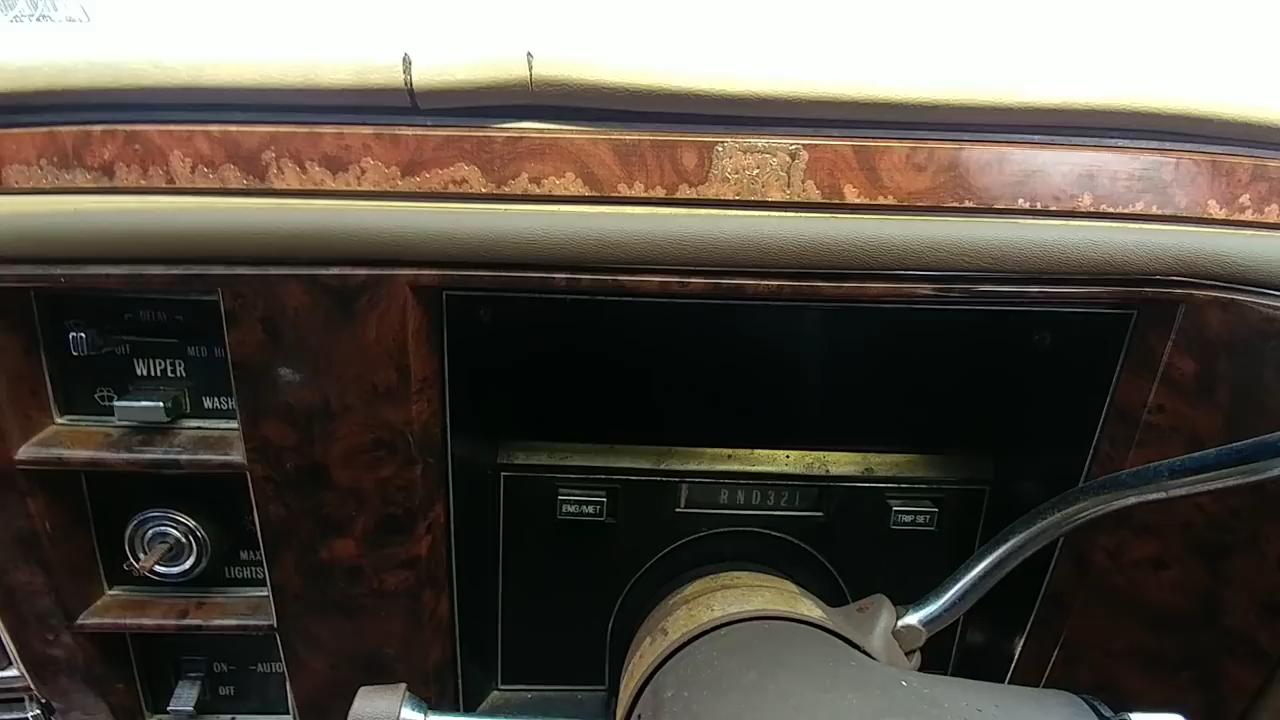 DELAY
OFF MED HI
WIPER
WASH
MAX
LIGHTS
ON- -AUTO
OFF
ENG/MET
RND321
TRIP SET